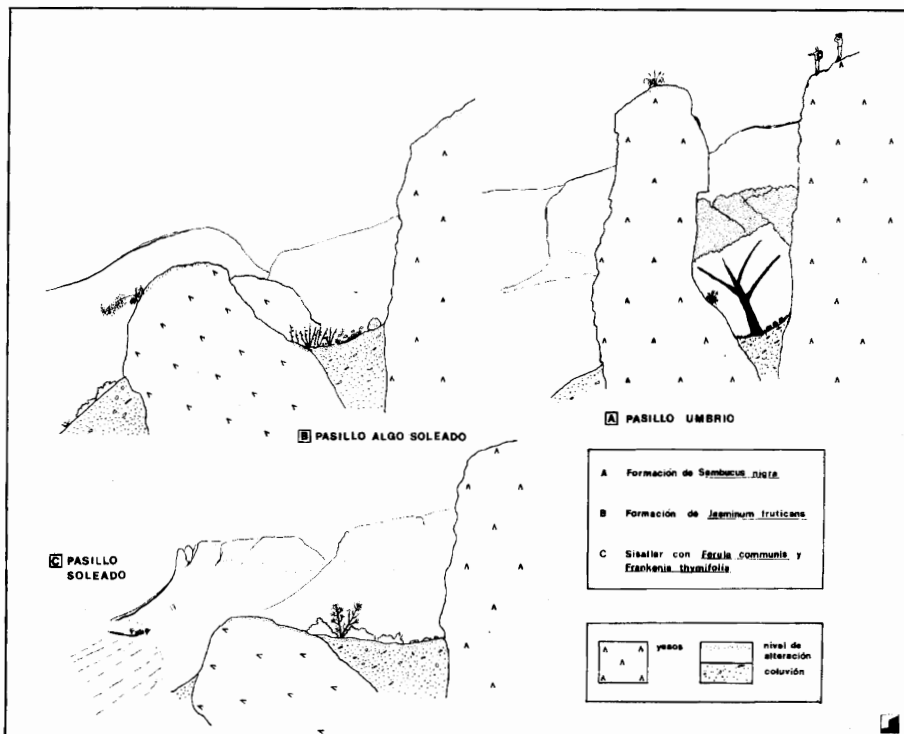 A PASILLO UMBRIO
B PASILLO ALGO SOLEADO
C PASILLO
SOLEADO
A Formación de Sambucus nigra
B Formación de Jasminum fruticans
C Sisallar con Ferula communis y
Frankenia thymifolia
yesos
nivel de
alteración
coluvión